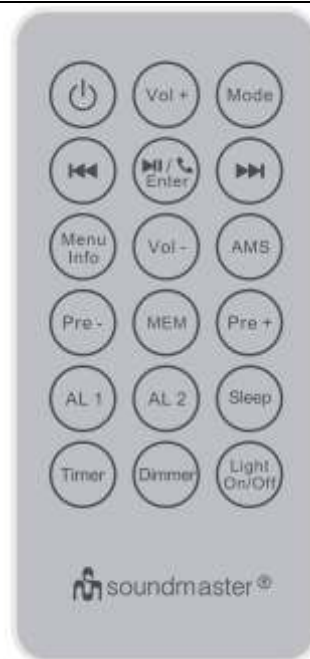 Vol + Mode
/ Enter
Menu Info Vol - AMS
Pre - MEM Pre +
AL 1 AL 2 Sleep
Timer Dimmer Light On/Off
soundmaster ®